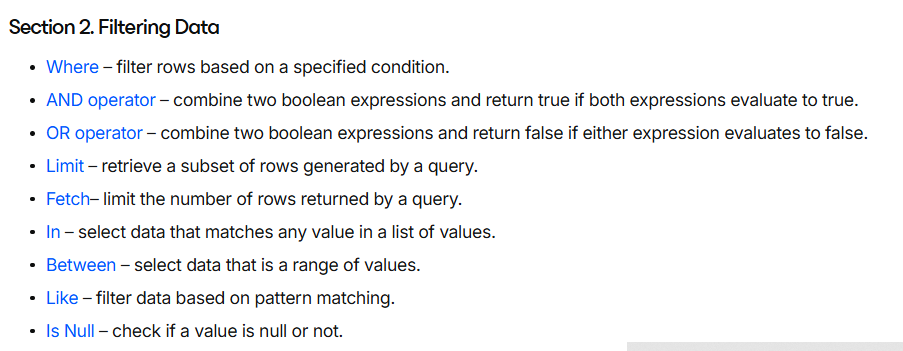 Section 2. Filtering Data
• Where – filter rows based on a specified condition.
• AND operator – combine two boolean expressions and return true if both expressions evaluate to true.
• OR operator – combine two boolean expressions and return false if either expression evaluates to false.
• Limit – retrieve a subset of rows generated by a query.
• Fetch– limit the number of rows returned by a query.
• In – select data that matches any value in a list of values.
• Between – select data that is a range of values.
• Like – filter data based on pattern matching.
• Is Null – check if a value is null or not.